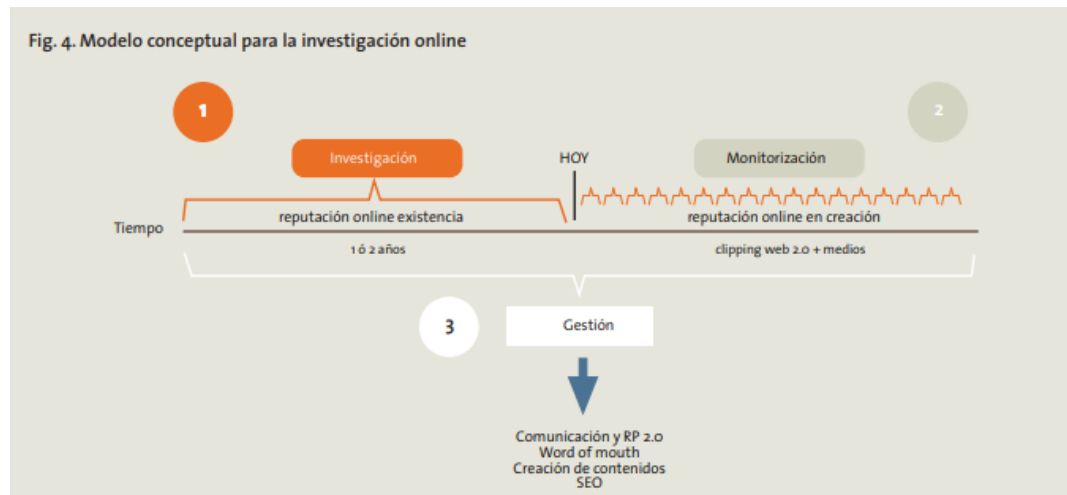 Fig. 4. Modelo conceptual para la investigación online
1
2
Investigación
HOY
Monitorización
Tiempo
reputación online existencia
reputación online en creación
1 ó 2 años
clipping web 2.0 + medios
3
Gestión
Comunicación y RP 2.0
Word of mouth
Creación de contenidos
SEO